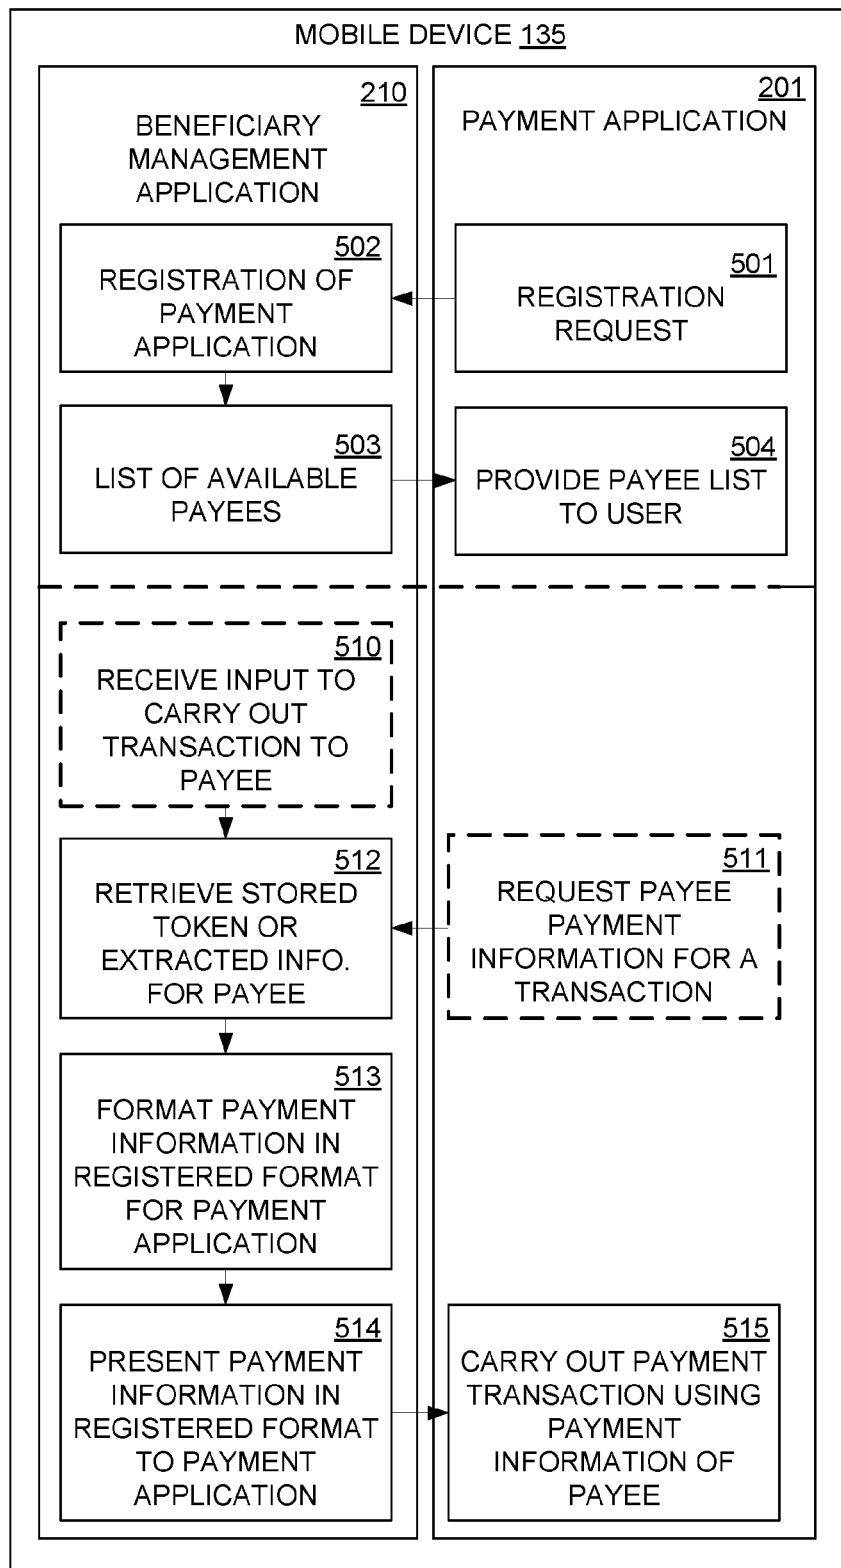 MOBILE DEVICE 135
210
BENEFICIARY
MANAGEMENT
APPLICATION
201
PAYMENT APPLICATION
502
REGISTRATION OF
PAYMENT
APPLICATION
501
REGISTRATION
REQUEST
503
LIST OF AVAILABLE
PAYEES
504
PROVIDE PAYEE LIST
TO USER
510
RECEIVE INPUT TO
CARRY OUT
TRANSACTION TO
PAYEE
512
RETRIEVE STORED
TOKEN OR
EXTRACTED INFO.
FOR PAYEE
511
REQUEST PAYEE
PAYMENT
INFORMATION FOR A
TRANSACTION
513
FORMAT PAYMENT
INFORMATION IN
REGISTERED FORMAT
FOR PAYMENT
APPLICATION
514
PRESENT PAYMENT
INFORMATION IN
REGISTERED FORMAT
TO PAYMENT
APPLICATION
515
CARRY OUT PAYMENT
TRANSACTION USING
PAYMENT
INFORMATION OF
PAYEE